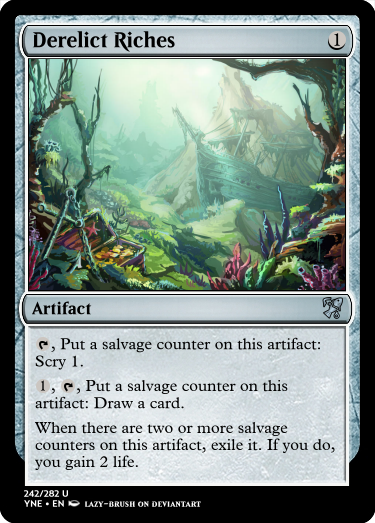 Derelict Riches 1
Artifact
, Put a salvage counter on this artifact:
Scry 1.
1, , Put a salvage counter on this
artifact: Draw a card.
When there are two or more salvage
counters on this artifact, exile it. If you do,
you gain 2 life.
242/282 U
YNE • EN LAZY-BRUSH ON DEVIANTART